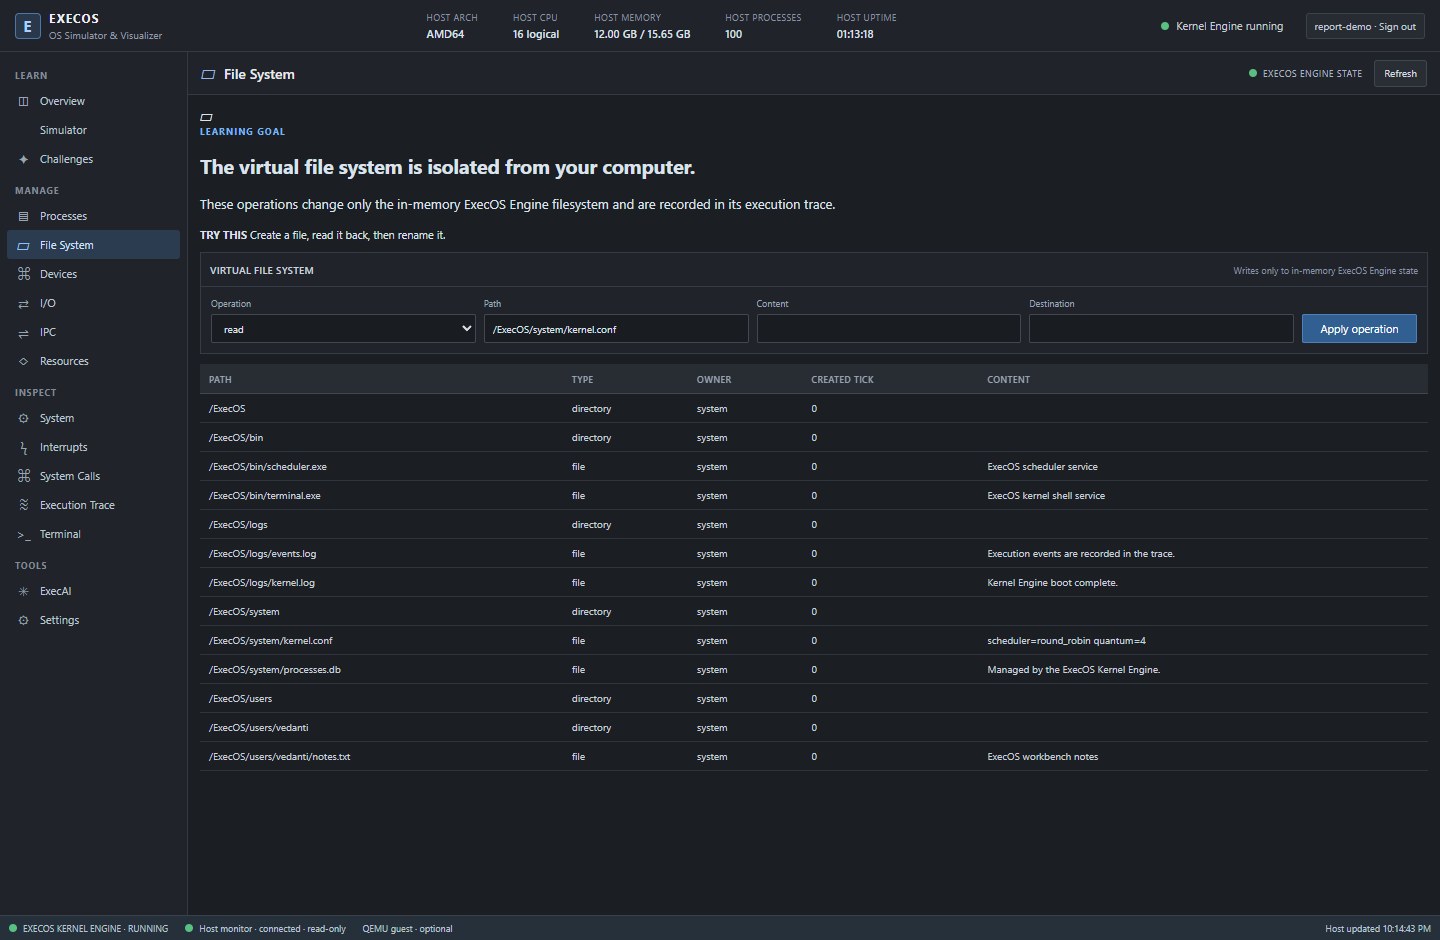 E EXECOS
OS Simulator & Visualizer
HOST ARCH
AMD64
HOST CPU
16 logical
HOST MEMORY
12.00 GB / 15.65 GB
HOST PROCESSES
100
HOST UPTIME
01:13:18
Kernel Engine running
report-demo · Sign out
LEARN
Overview
Simulator
Challenges
MANAGE
Processes
File System
Devices
I/O
IPC
Resources
INSPECT
System
Interrupts
System Calls
Execution Trace
>_ Terminal
TOOLS
ExecAI
Settings
File System
EXECOS ENGINE STATE
Refresh
LEARNING GOAL
The virtual file system is isolated from your computer.
These operations change only the in-memory ExecOS Engine filesystem and are recorded in its execution trace.
TRY THIS Create a file, read it back, then rename it.
VIRTUAL FILE SYSTEM
Writes only to in-memory ExecOS Engine state
Operation Path Content Destination
read /ExecOS/system/kernel.conf Apply operation
PATH TYPE OWNER CREATED TICK CONTENT
/ExecOS directory system 0
/ExecOS/bin directory system 0
/ExecOS/bin/scheduler.exe file system 0 ExecOS scheduler service
/ExecOS/bin/terminal.exe file system 0 ExecOS kernel shell service
/ExecOS/logs directory system 0
/ExecOS/logs/events.log file system 0 Execution events are recorded in the trace.
/ExecOS/logs/kernel.log file system 0 Kernel Engine boot complete.
/ExecOS/system directory system 0
/ExecOS/system/kernel.conf file system 0 scheduler=round_robin quantum=4
/ExecOS/system/processes.db file system 0 Managed by the ExecOS Kernel Engine.
/ExecOS/users directory system 0
/ExecOS/users/vedanti directory system 0
/ExecOS/users/vedanti/notes.txt file system 0 ExecOS workbench notes
EXECOS KERNEL ENGINE · RUNNING
Host monitor · connected · read-only
QEMU guest · optional
Host updated 10:14:43 PM